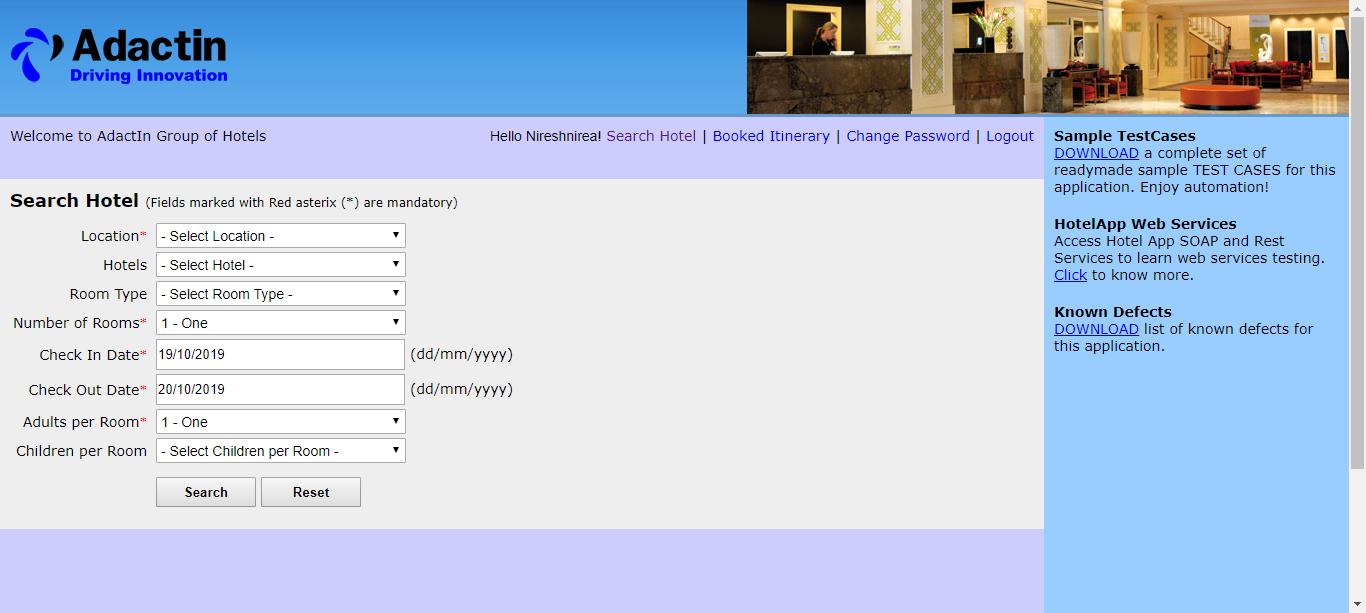 Adactin
Driving Innovation
Welcome to AdactIn Group of Hotels
Hello Nireshnirea! Search Hotel | Booked Itinerary | Change Password | Logout
Search Hotel (Fields marked with Red asterix (*) are mandatory)
Location* - Select Location -
Hotels - Select Hotel -
Room Type - Select Room Type -
Number of Rooms* 1 - One
Check In Date* 19/10/2019 (dd/mm/yyyy)
Check Out Date* 20/10/2019 (dd/mm/yyyy)
Adults per Room* 1 - One
Children per Room - Select Children per Room -
Search Reset
Sample TestCases
DOWNLOAD a complete set of
readymade sample TEST CASES for this
application. Enjoy automation!
HotelApp Web Services
Access Hotel App SOAP and Rest
Services to learn web services testing.
Click to know more.
Known Defects
DOWNLOAD list of known defects for
this application.